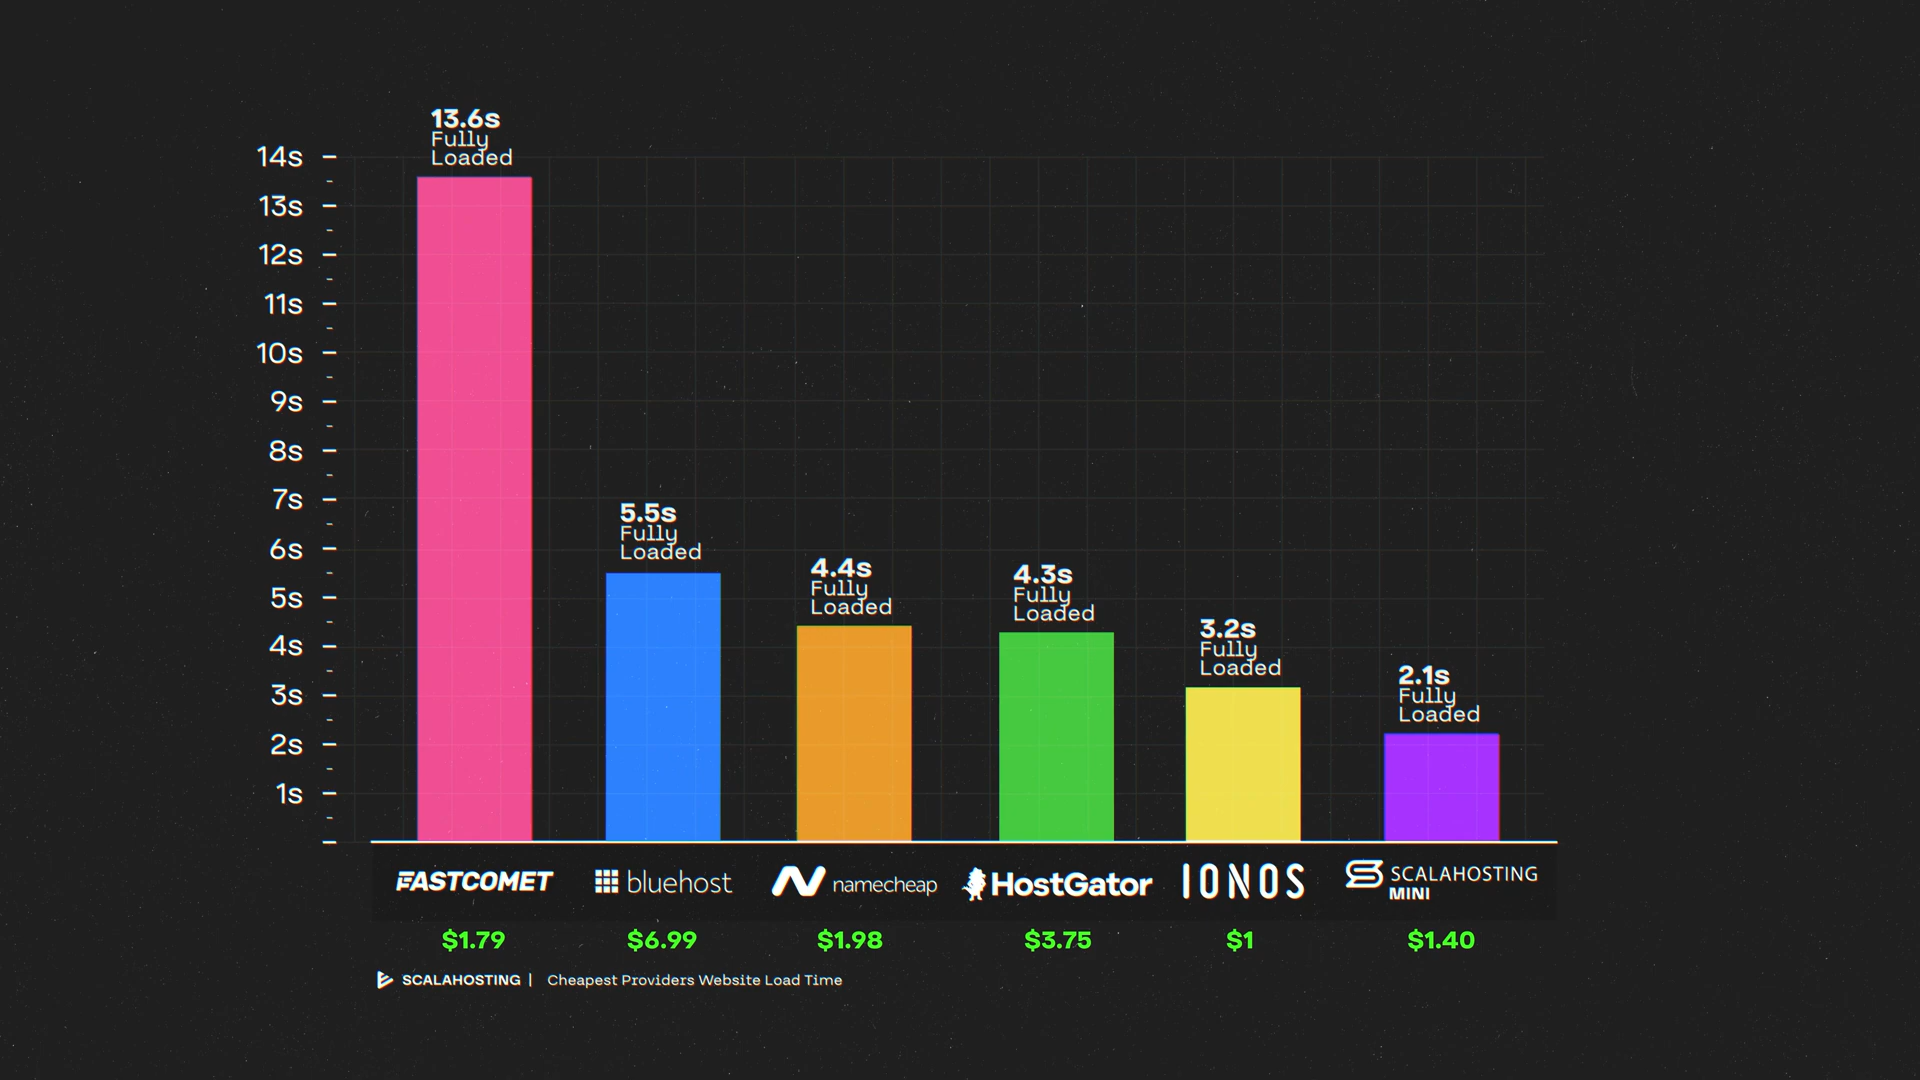 13.6s
Fully
Loaded
14s
13s
12s
11s
10s
9s
8s
7s
6s
5s
4s
3s
2s
1s
5.5s
Fully
Loaded
4.4s
Fully
Loaded
4.3s
Fully
Loaded
3.2s
Fully
Loaded
2.1s
Fully
Loaded
FASTCOMET
bluehost
namecheap
HostGator
IONOS
SCALAHOSTING
MINI
$1.79 $6.99 $1.98 $3.75 $1 $1.40
SCALAHOSTING | Cheapest Providers Website Load Time